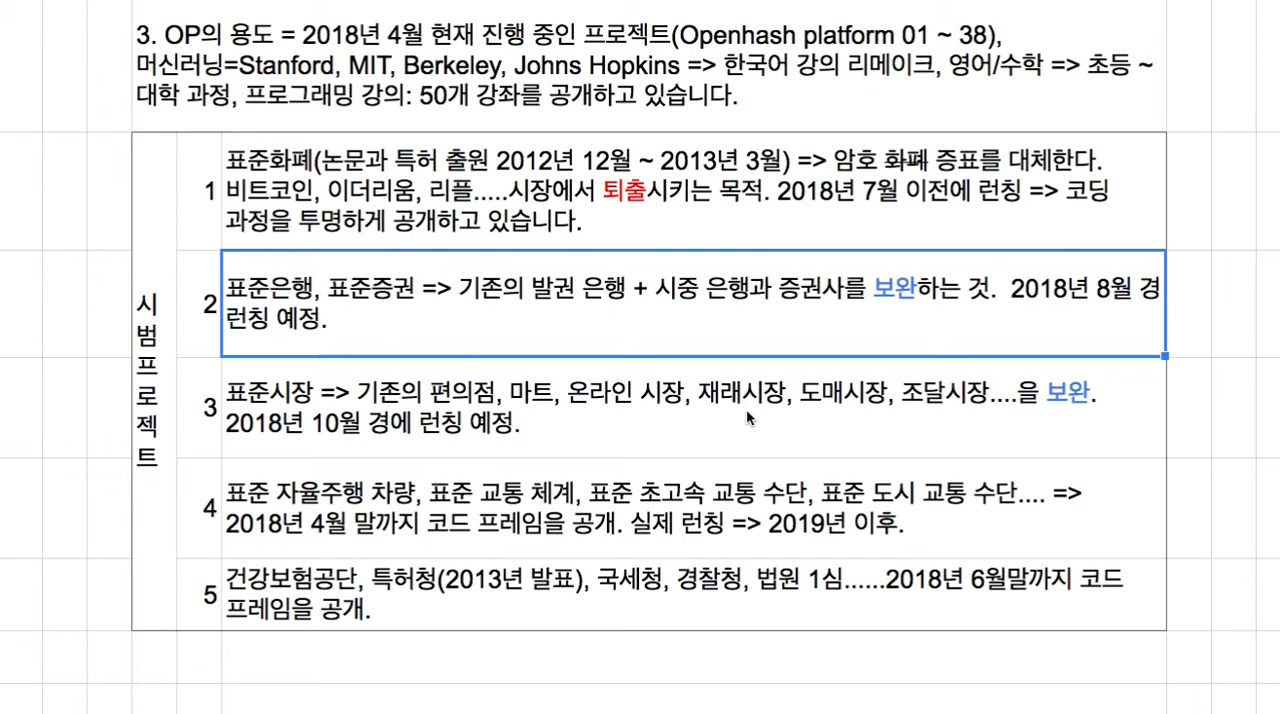 3. OP의 용도 = 2018년 4월 현재 진행 중인 프로젝트(Openhash platform 01 ~ 38),
머신러닝=Stanford, MIT, Berkeley, Johns Hopkins => 한국어 강의 리메이크, 영어/수학 => 초등 ~
대학 과정, 프로그래밍 강의: 50개 강좌를 공개하고 있습니다.
시범프로젝트
1
표준화폐(논문과 특허 출원 2012년 12월 ~ 2013년 3월) => 암호 화폐 증표를 대체한다.
비트코인, 이더리움, 리플.....시장에서 퇴출시키는 목적. 2018년 7월 이전에 런칭 => 코딩
과정을 투명하게 공개하고 있습니다.
2
표준은행, 표준증권 => 기존의 발권 은행 + 시중 은행과 증권사를 보완하는 것.  2018년 8월 경
런칭 예정.
3
표준시장 => 기존의 편의점, 마트, 온라인 시장, 재래시장, 도매시장, 조달시장....을 보완.
2018년 10월 경에 런칭 예정.
4
표준 자율주행 차량, 표준 교통 체계, 표준 초고속 교통 수단, 표준 도시 교통 수단.... =>
2018년 4월 말까지 코드 프레임을 공개. 실제 런칭 => 2019년 이후.
5
건강보험공단, 특허청(2013년 발표), 국세청, 경찰청, 법원 1심......2018년 6월말까지 코드
프레임을 공개.